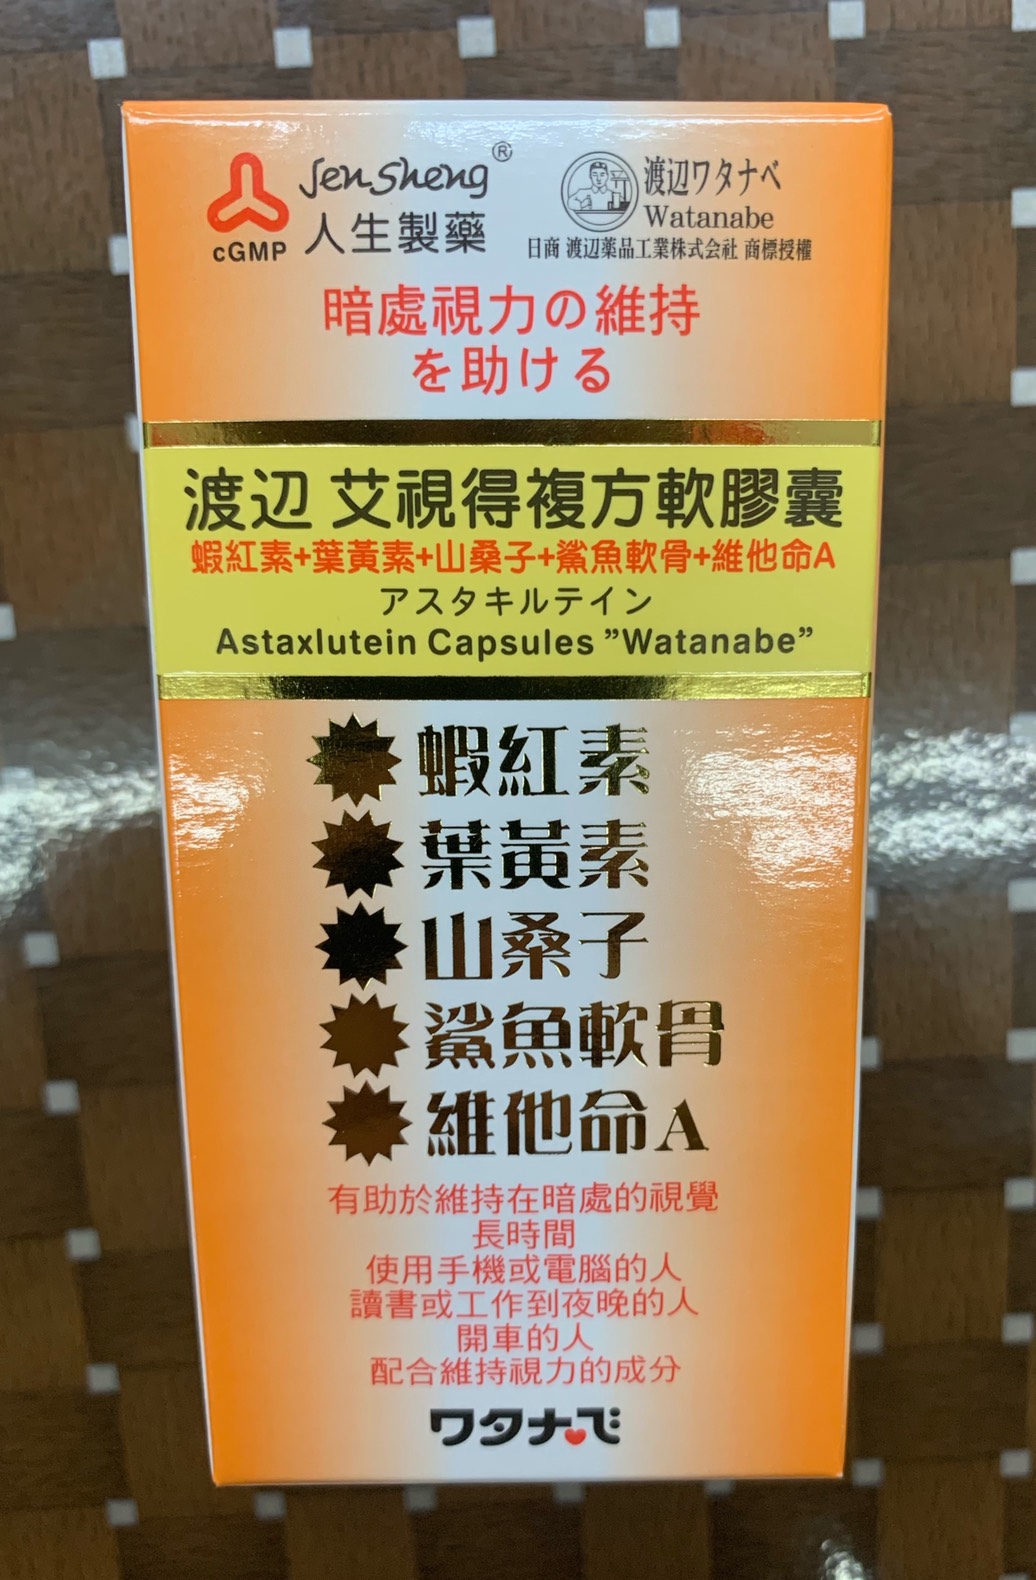 Jen Sheng®
cGMP 人生製藥
渡辺ワタナベ
Watanabe
日商 渡辺薬品工業株式会社 商標授權
暗處視力の維持
を助ける
渡辺 艾視得複方軟膠囊
蝦紅素+葉黃素+山桑子+鯊魚軟骨+維他命A
アスタキルテイン
Astaxlutein Capsules ”Watanabe”
蝦紅素
葉黃素
山桑子
鯊魚軟骨
維他命A
有助於維持在暗處的視覺
長時間
使用手機或電腦的人
讀書或工作到夜晚的人
開車的人
配合維持視力的成分
ワタナベ